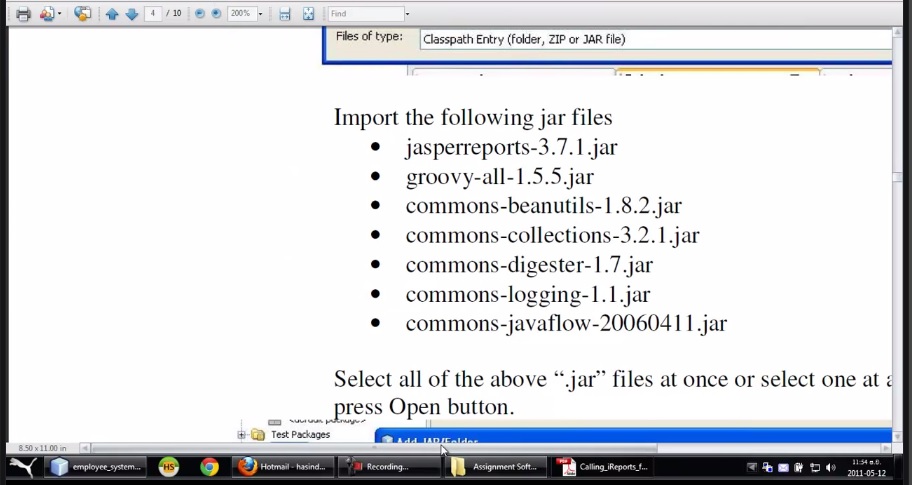 4 / 10 200% Find
Files of type: Classpath Entry (folder, ZIP or JAR file)
Import the following jar files
• jasperreports-3.7.1.jar
• groovy-all-1.5.5.jar
• commons-beanutils-1.8.2.jar
• commons-collections-3.2.1.jar
• commons-digester-1.7.jar
• commons-logging-1.1.jar
• commons-javaflow-20060411.jar
Select all of the above “.jar” files at once or select one at a
press Open button.
Test Packages
Add JAR/Folder
8.50 x 11.00 in
employee_system... HS Hotmail - hasind... Recording... Assignment Soft... Calling_iReports_f...
11:54
2011-05-12